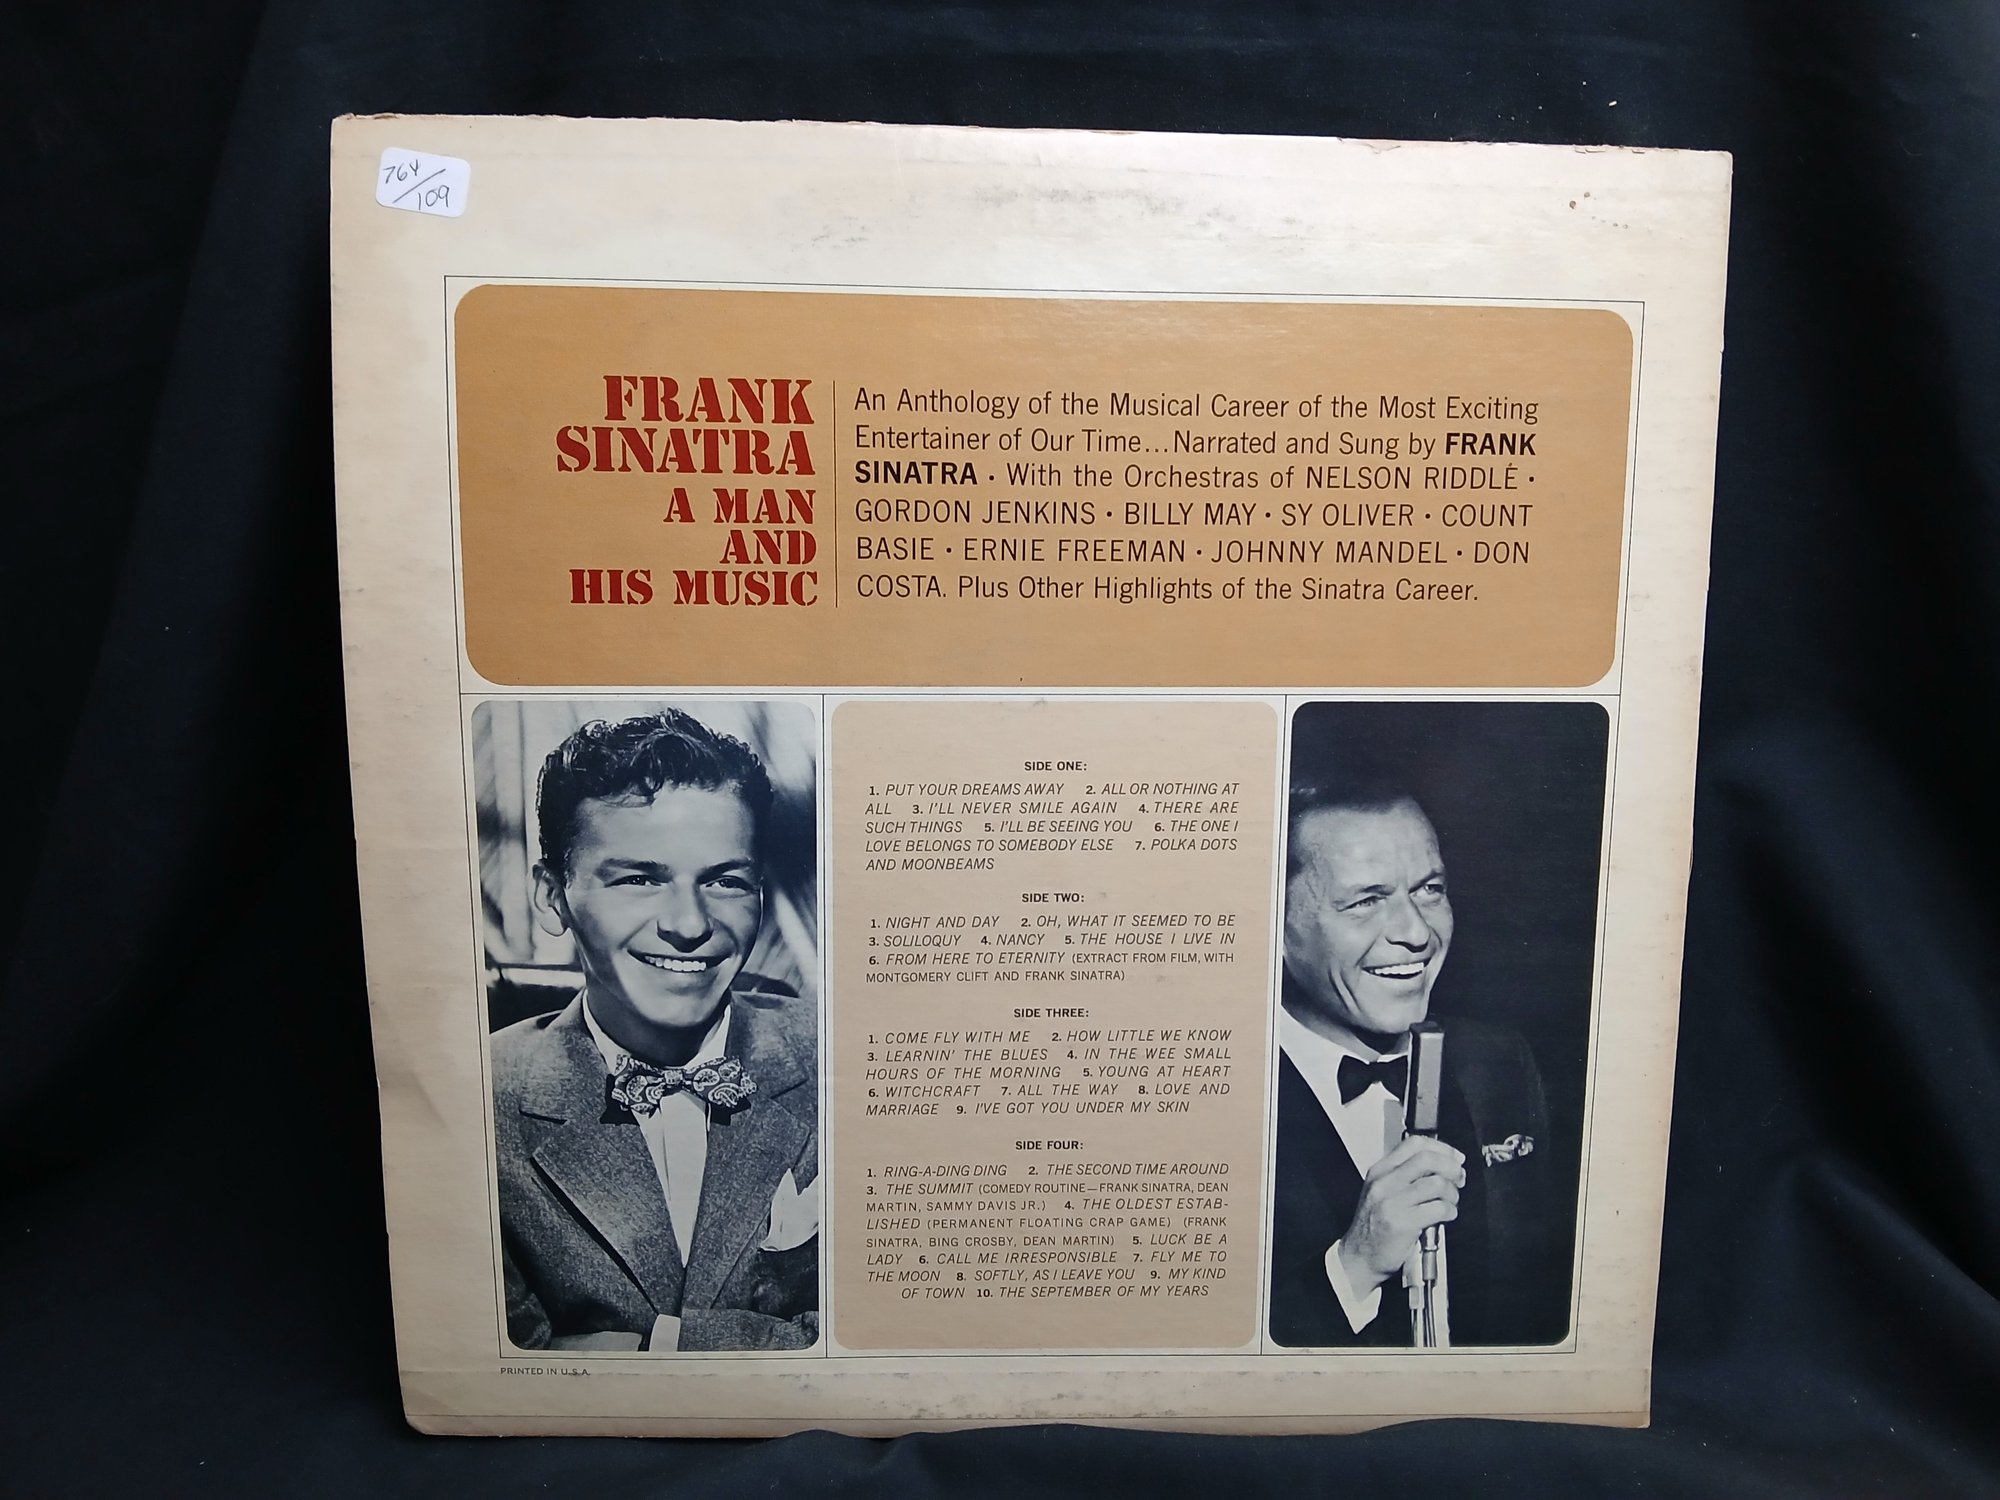 764/109
FRANK
SINATRA
A MAN
AND
HIS MUSIC
An Anthology of the Musical Career of the Most Exciting
Entertainer of Our Time...Narrated and Sung by FRANK
SINATRA • With the Orchestras of NELSON RIDDLE •
GORDON JENKINS • BILLY MAY • SY OLIVER • COUNT
BASIE • ERNIE FREEMAN • JOHNNY MANDEL • DON
COSTA. Plus Other Highlights of the Sinatra Career.
SIDE ONE:
1. PUT YOUR DREAMS AWAY 2. ALL OR NOTHING AT
ALL 3. I'LL NEVER SMILE AGAIN 4. THERE ARE
SUCH THINGS 5. I'LL BE SEEING YOU 6. THE ONE I
LOVE BELONGS TO SOMEBODY ELSE 7. POLKA DOTS
AND MOONBEAMS
SIDE TWO:
1. NIGHT AND DAY 2. OH, WHAT IT SEEMED TO BE
3. SOLILOQUY 4. NANCY 5. THE HOUSE I LIVE IN
6. FROM HERE TO ETERNITY (EXTRACT FROM FILM, WITH
MONTGOMERY CLIFT AND FRANK SINATRA)
SIDE THREE:
1. COME FLY WITH ME 2. HOW LITTLE WE KNOW
3. LEARNIN' THE BLUES 4. IN THE WEE SMALL
HOURS OF THE MORNING 5. YOUNG AT HEART
6. WITCHCRAFT 7. ALL THE WAY 8. LOVE AND
MARRIAGE 9. I'VE GOT YOU UNDER MY SKIN
SIDE FOUR:
1. RING-A-DING DING 2. THE SECOND TIME AROUND
3. THE SUMMIT (COMEDY ROUTINE—FRANK SINATRA, DEAN
MARTIN, SAMMY DAVIS JR.) 4. THE OLDEST ESTAB-
LISHED (PERMANENT FLOATING CRAP GAME) (FRANK
SINATRA, BING CROSBY, DEAN MARTIN) 5. LUCK BE A
LADY 6. CALL ME IRRESPONSIBLE 7. FLY ME TO
THE MOON 8. SOFTLY, AS I LEAVE YOU 9. MY KIND
OF TOWN 10. THE SEPTEMBER OF MY YEARS
PRINTED IN U.S.A.